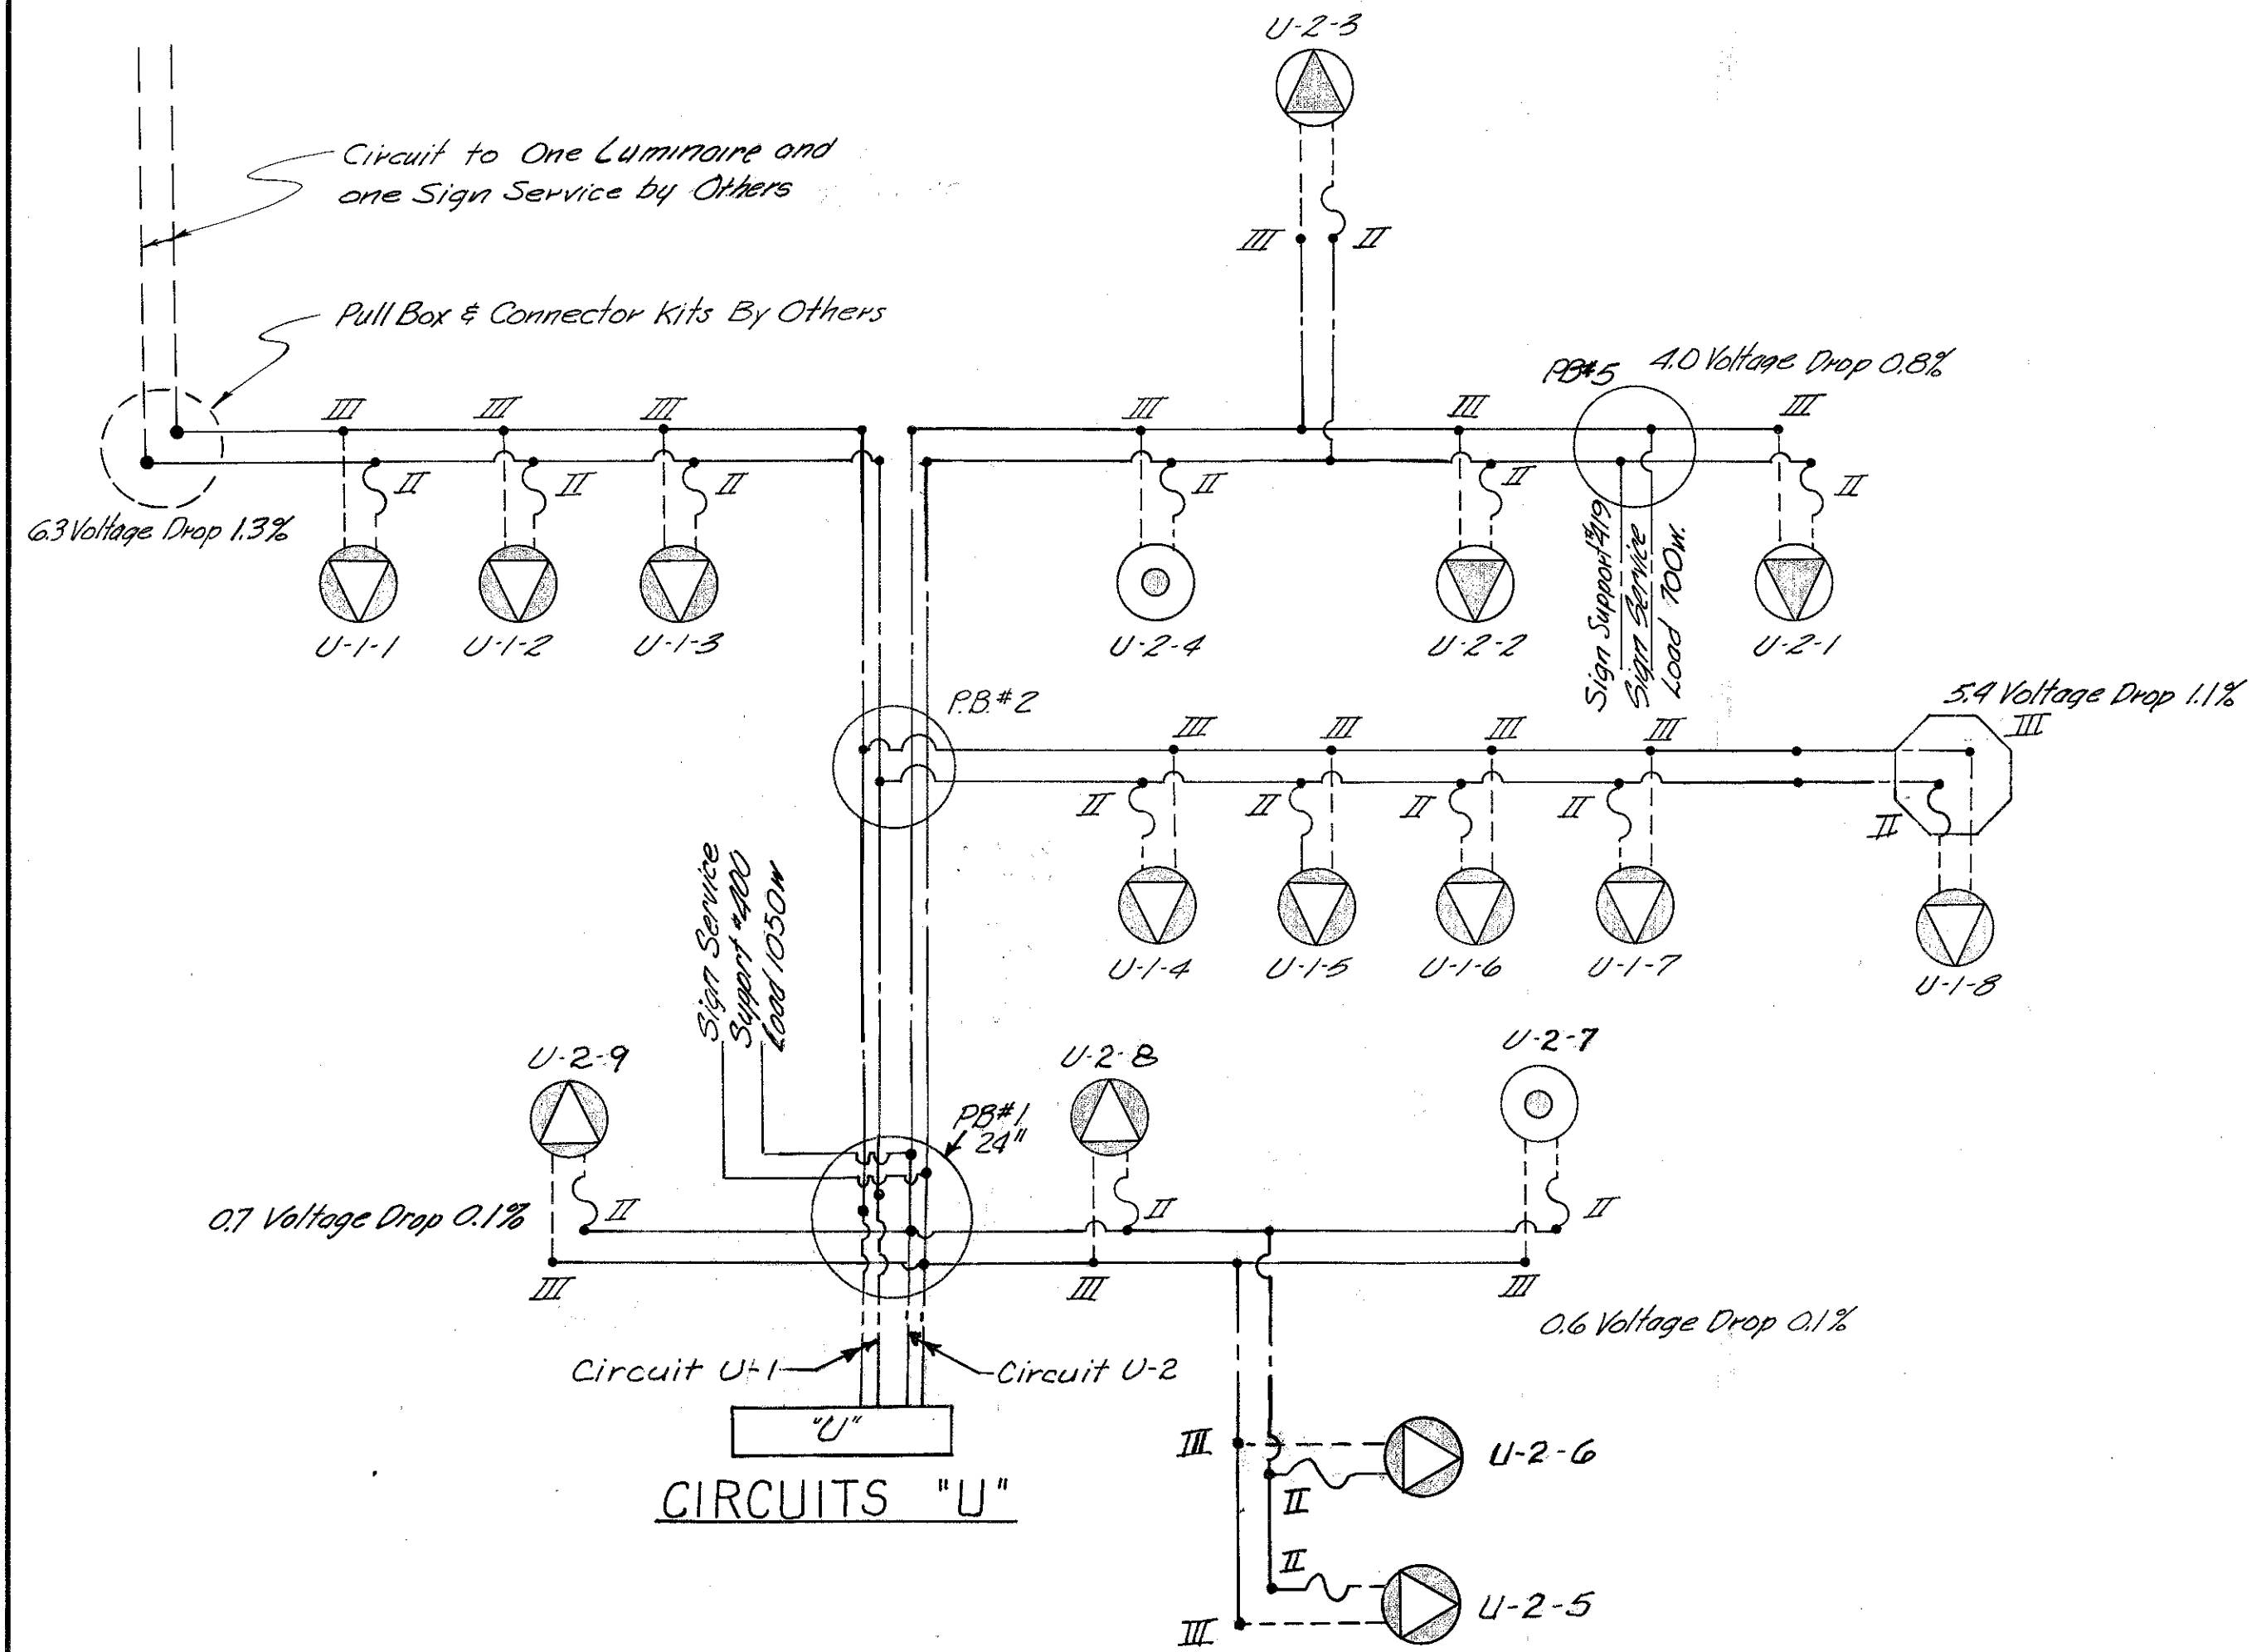 U-2-3
Circuit to One Luminaire and
one Sign Service by Others
III II
Pull Box & Connector Kits By Others
PB#5 4.0 Voltage Drop 0.8%
III III III III III III
II II II II II II
6.3 Voltage Drop 1.3%
Sign Support #419
Sign Service
Load 700w.
U-1-1 U-1-2 U-1-3 U-2-4 U-2-2 U-2-1
P.B.#2
5.4 Voltage Drop 1.1%
III III III III III
II II II II II
Sign Service
Support #400
Load 1050w
U-1-4 U-1-5 U-1-6 U-1-7 U-1-8
U-2-9 U-2-8 U-2-7
PB#1
24"
0.7 Voltage Drop 0.1%
II II II
III III III
0.6 Voltage Drop 0.1%
Circuit U-1 Circuit U-2
"U"
III U-2-6
II
CIRCUITS "U"
II
III U-2-5